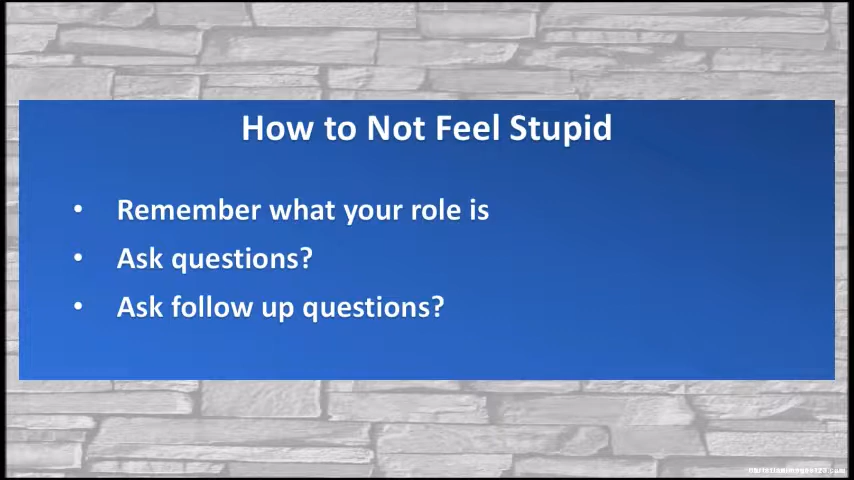 How to Not Feel Stupid
• Remember what your role is
• Ask questions?
• Ask follow up questions?